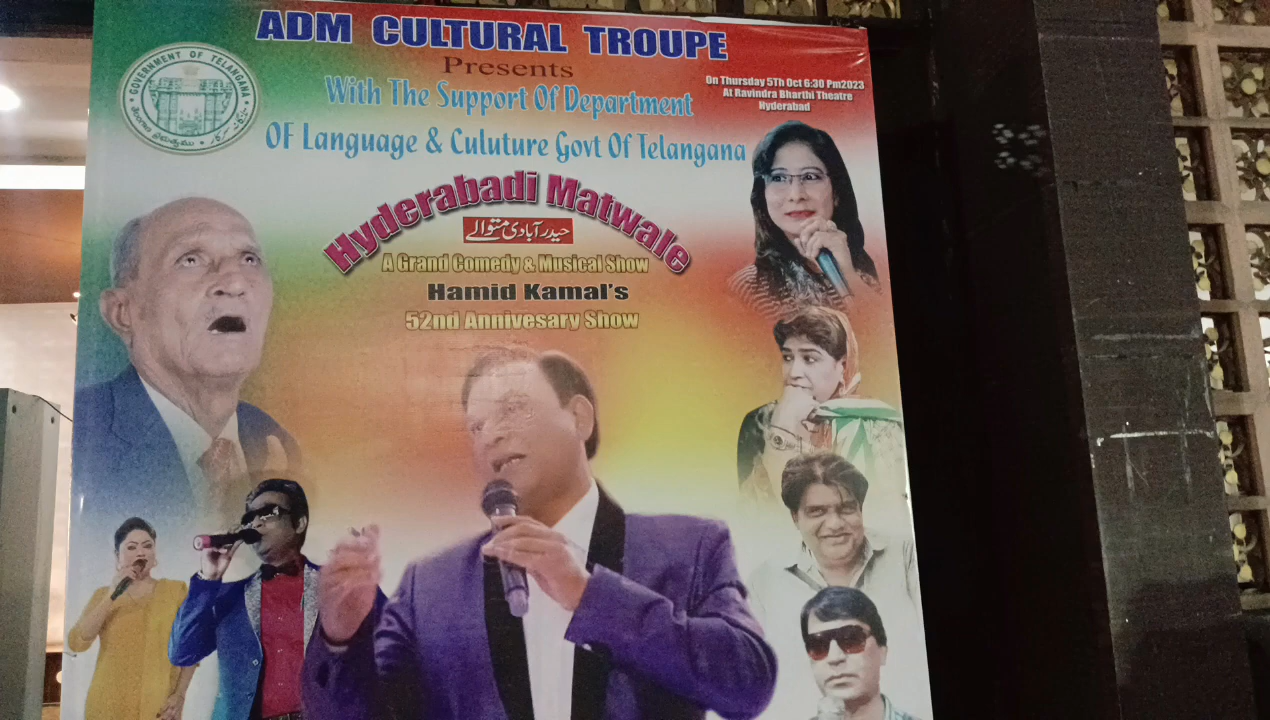 ADM CULTURAL TROUPE
Presents
With The Support Of Department
OF Language & Culuture Govt Of Telangana
On Thursday 5Th Oct 6:30 Pm2023
At Ravindra Bharthi Theatre
Hyderabad
GOVERNMENT OF TELANGANA
Hyderabadi Matwale
حیدرآبادی متوالے
A Grand Comedy & Musical Show
Hamid Kamal's
52nd Annivesary Show